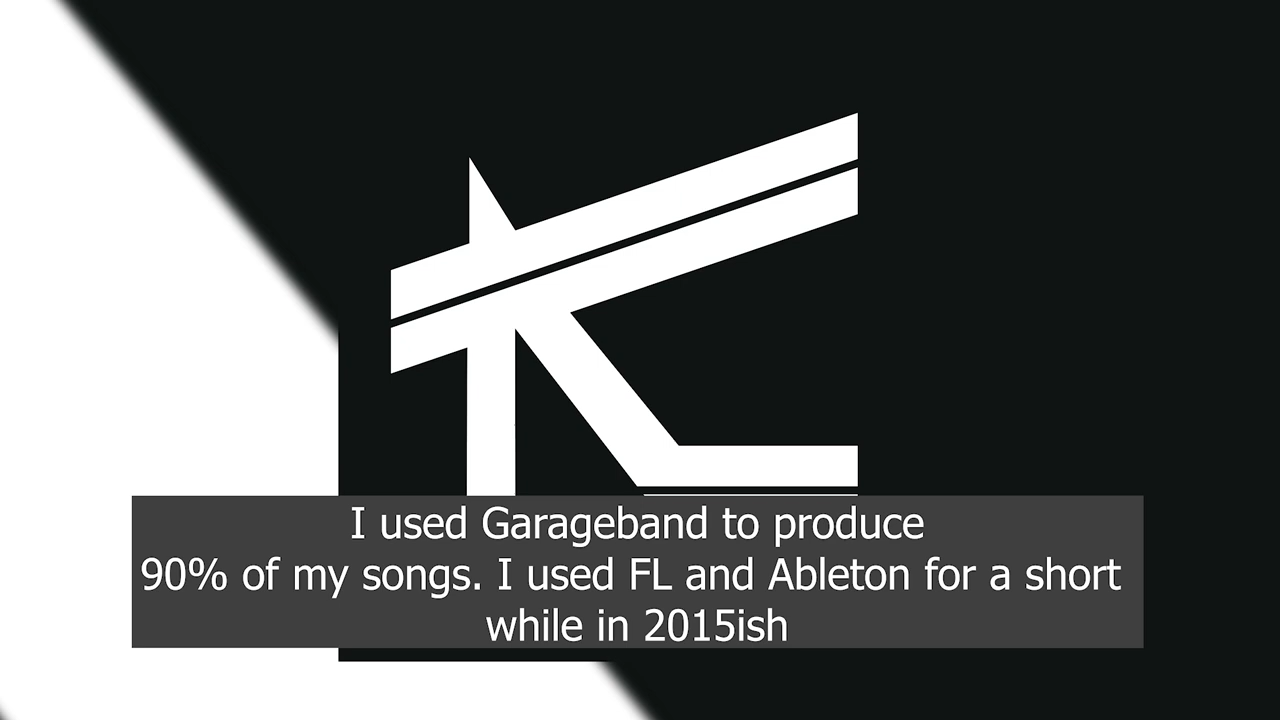 I used Garageband to produce
90% of my songs. I used FL and Ableton for a short
while in 2015ish